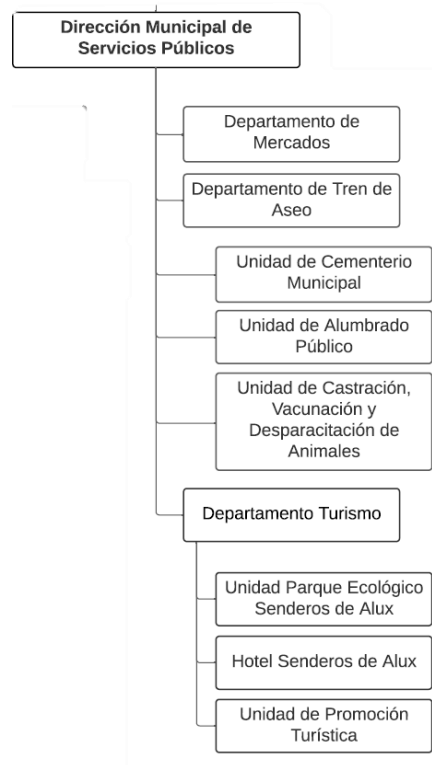 Dirección Municipal de
Servicios Públicos
Departamento de
Mercados
Departamento de Tren de
Aseo
Unidad de Cementerio
Municipal
Unidad de Alumbrado
Público
Unidad de Castración,
Vacunación y
Desparacitación de
Animales
Departamento Turismo
Unidad Parque Ecológico
Senderos de Alux
Hotel Senderos de Alux
Unidad de Promoción
Turística